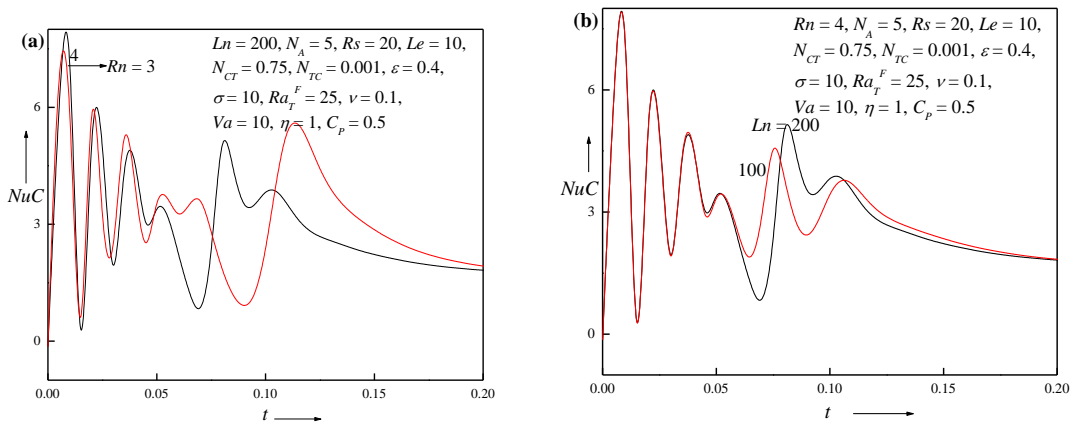 (a)
Ln = 200, N_A = 5, Rs = 20, Le = 10,
N_CT = 0.75, N_TC = 0.001, ε = 0.4,
σ = 10, Ra_T^F = 25, ν = 0.1,
Va = 10, η = 1, C_P = 0.5
4
Rn = 3
6
3
0
NuC
0.00 0.05 0.10 0.15 0.20
t
(b)
Rn = 4, N_A = 5, Rs = 20, Le = 10,
N_CT = 0.75, N_TC = 0.001, ε = 0.4,
σ = 10, Ra_T^F = 25, ν = 0.1,
Va = 10, η = 1, C_P = 0.5
Ln = 200
100
6
3
0
NuC
0.00 0.05 0.10 0.15 0.20
t